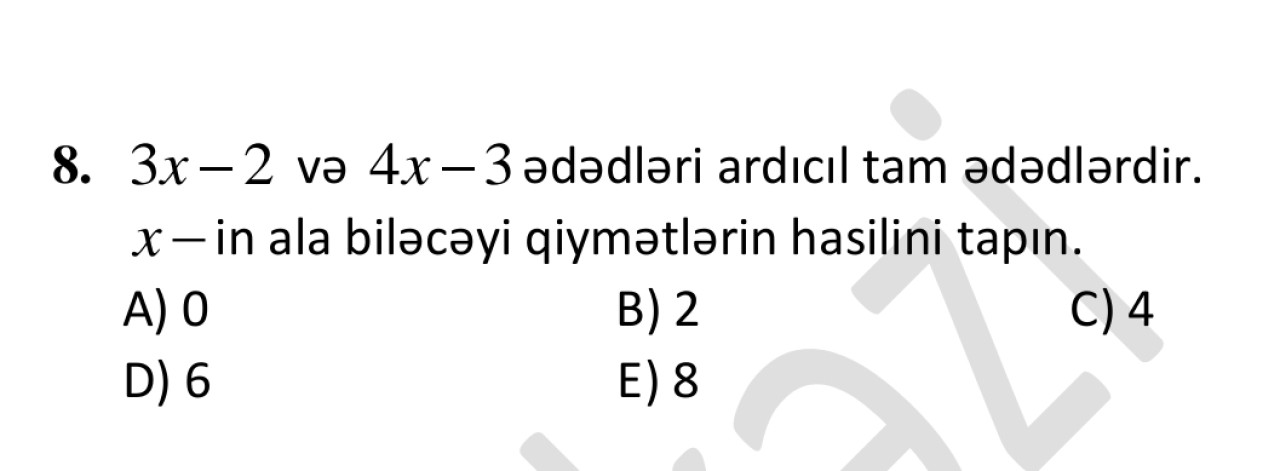 8. 3x − 2 və 4x − 3 ədədləri ardıcıl tam ədədlərdir.
x − in ala biləcəyi qiymətlərin hasilini tapın.
A) 0 B) 2 C) 4
D) 6 E) 8